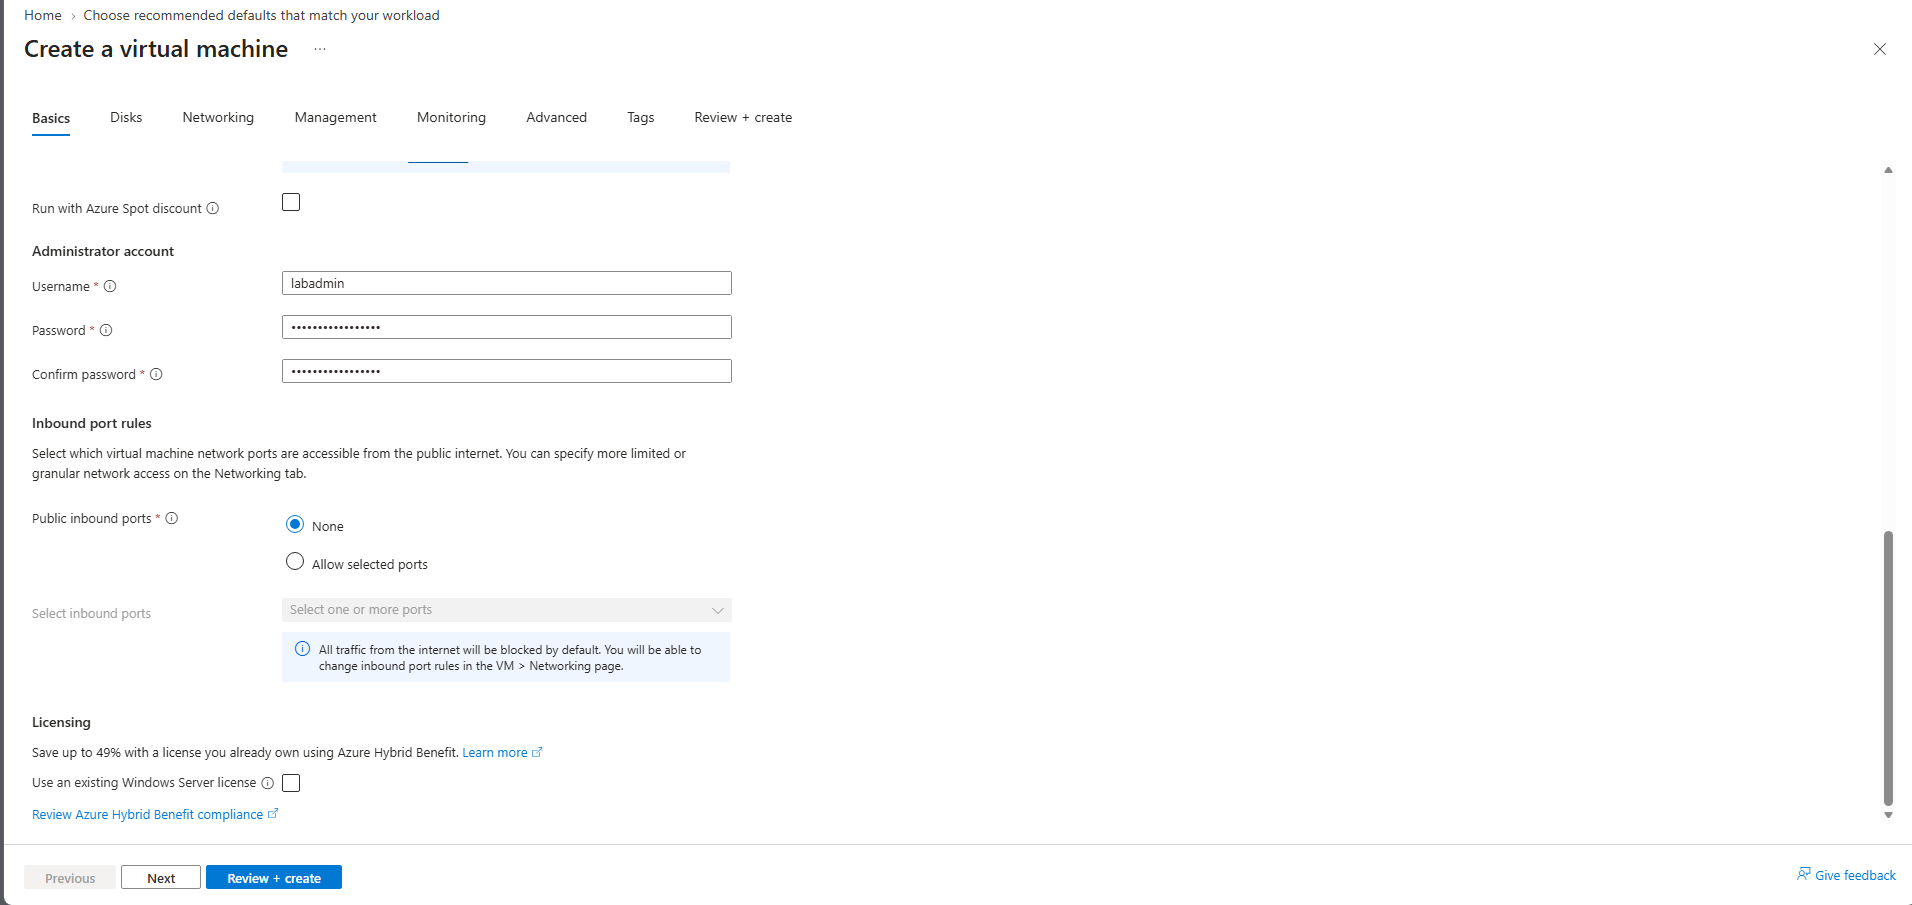 Home > Choose recommended defaults that match your workload
Create a virtual machine ...
Basics Disks Networking Management Monitoring Advanced Tags Review + create
Run with Azure Spot discount
Administrator account
Username *
labadmin
Password *
•••••••••••••••••
Confirm password *
•••••••••••••••••
Inbound port rules
Select which virtual machine network ports are accessible from the public internet. You can specify more limited or
granular network access on the Networking tab.
Public inbound ports *
None
Allow selected ports
Select inbound ports
Select one or more ports
All traffic from the internet will be blocked by default. You will be able to
change inbound port rules in the VM > Networking page.
Licensing
Save up to 49% with a license you already own using Azure Hybrid Benefit. Learn more
Use an existing Windows Server license
Review Azure Hybrid Benefit compliance
Previous Next Review + create
Give feedback